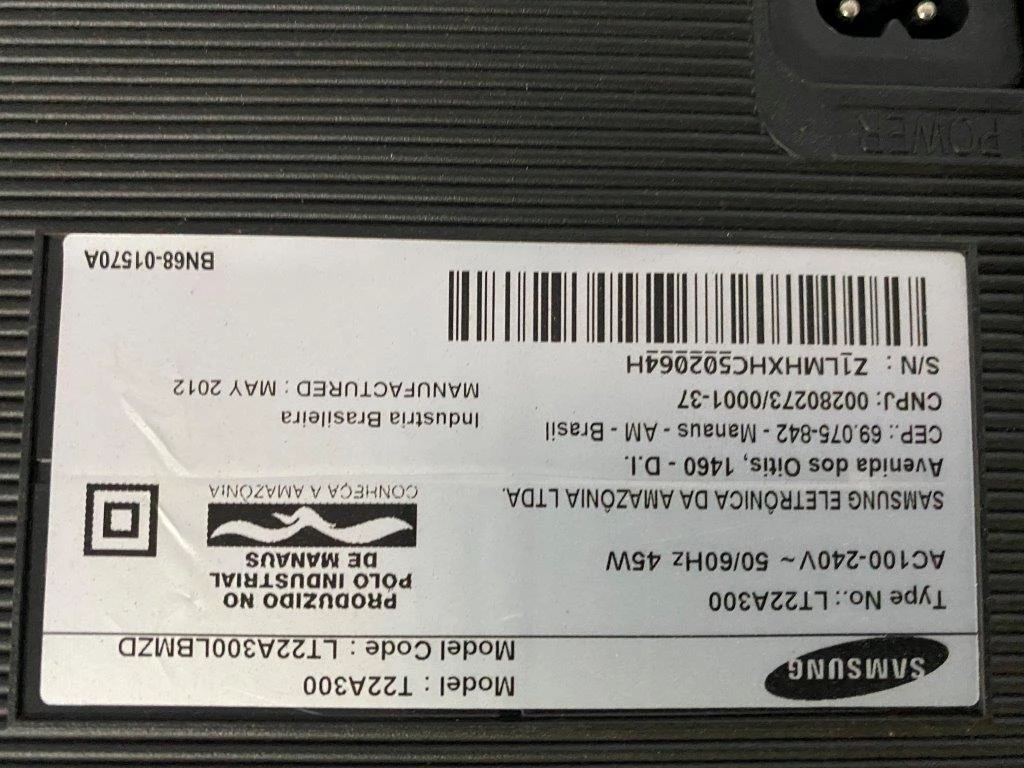 SAMSUNG
Model : T22A300
Model Code : LT22A300LBMZD
Type No.: LT22A300
AC100-240V ~ 50/60Hz 45W
PRODUZIDO NO
PÓLO INDUSTRIAL
DE MANAUS
CONHEÇA A AMAZÔNIA
SAMSUNG ELETRÔNICA DA AMAZÔNIA LTDA.
Avenida dos Oitis, 1460 - D.I.
CEP.: 69.075-842 - Manaus - AM - Brasil
CNPJ: 00280273/0001-37
Industria Brasileira
MANUFACTURED : MAY 2012
S/N : Z1LMHXHC502064H
BN68-01570A
POWER